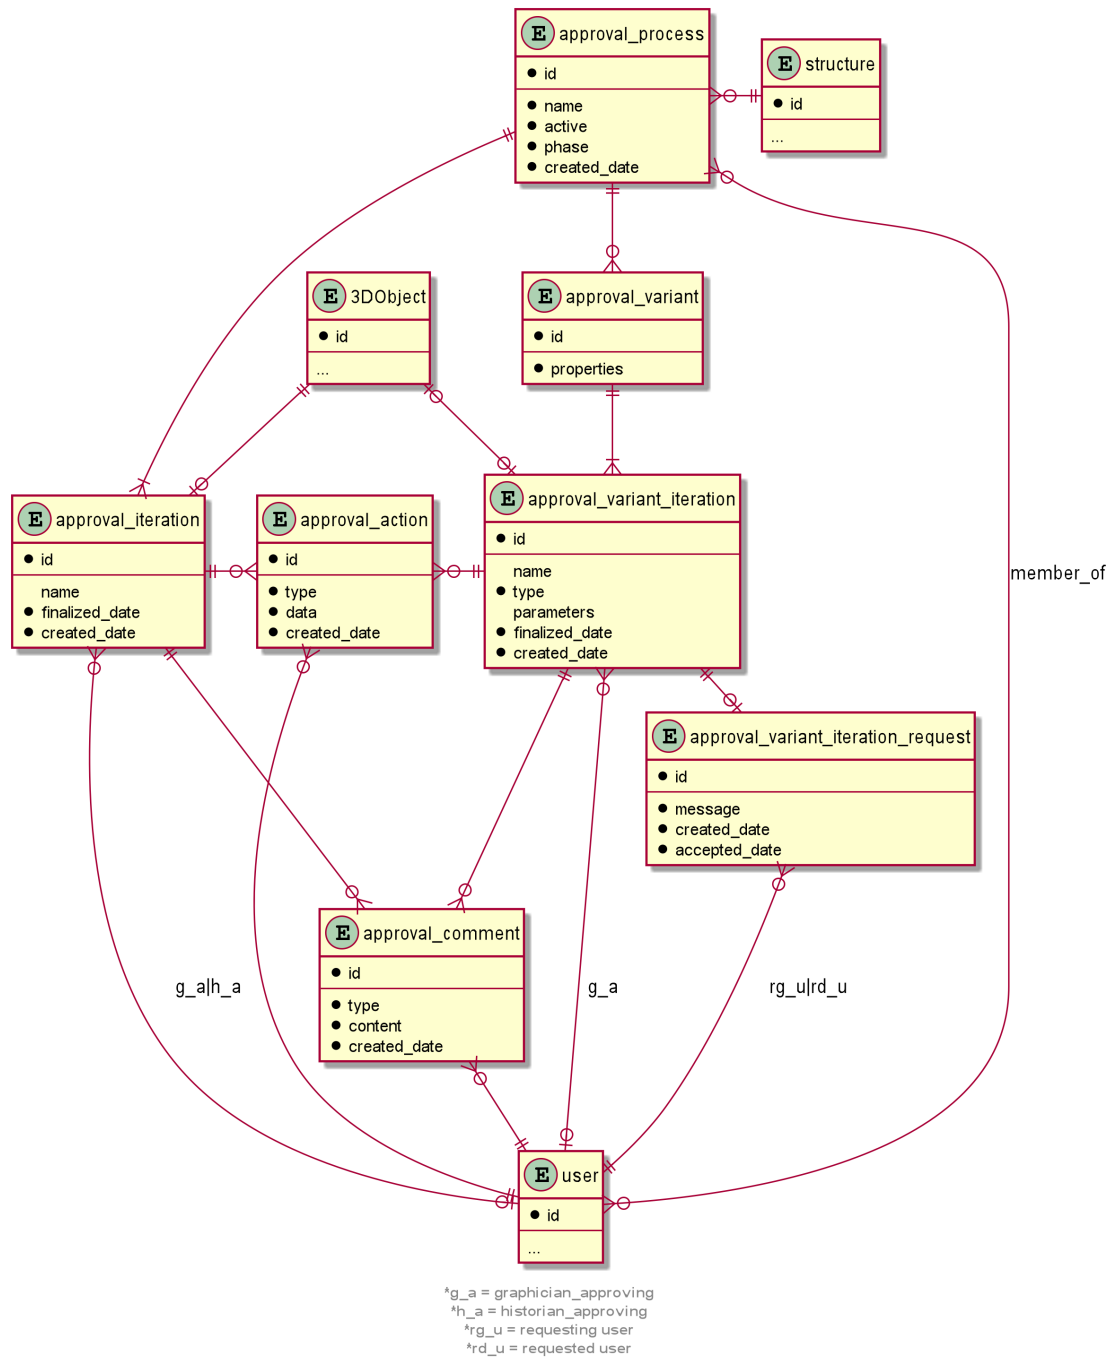 E approval_process
id
name
active
phase
created_date
E structure
id
...
E 3DObject
id
...
E approval_variant
id
properties
E approval_iteration
id
name
finalized_date
created_date
E approval_action
id
type
data
created_date
E approval_variant_iteration
id
name
type
parameters
finalized_date
created_date
member_of
E approval_variant_iteration_request
id
message
created_date
accepted_date
E approval_comment
id
type
content
created_date
g_a|h_a
g_a
rg_u|rd_u
E user
id
...
*g_a = graphician_approving
*h_a = historian_approving
*rg_u = requesting user
*rd_u = requested user